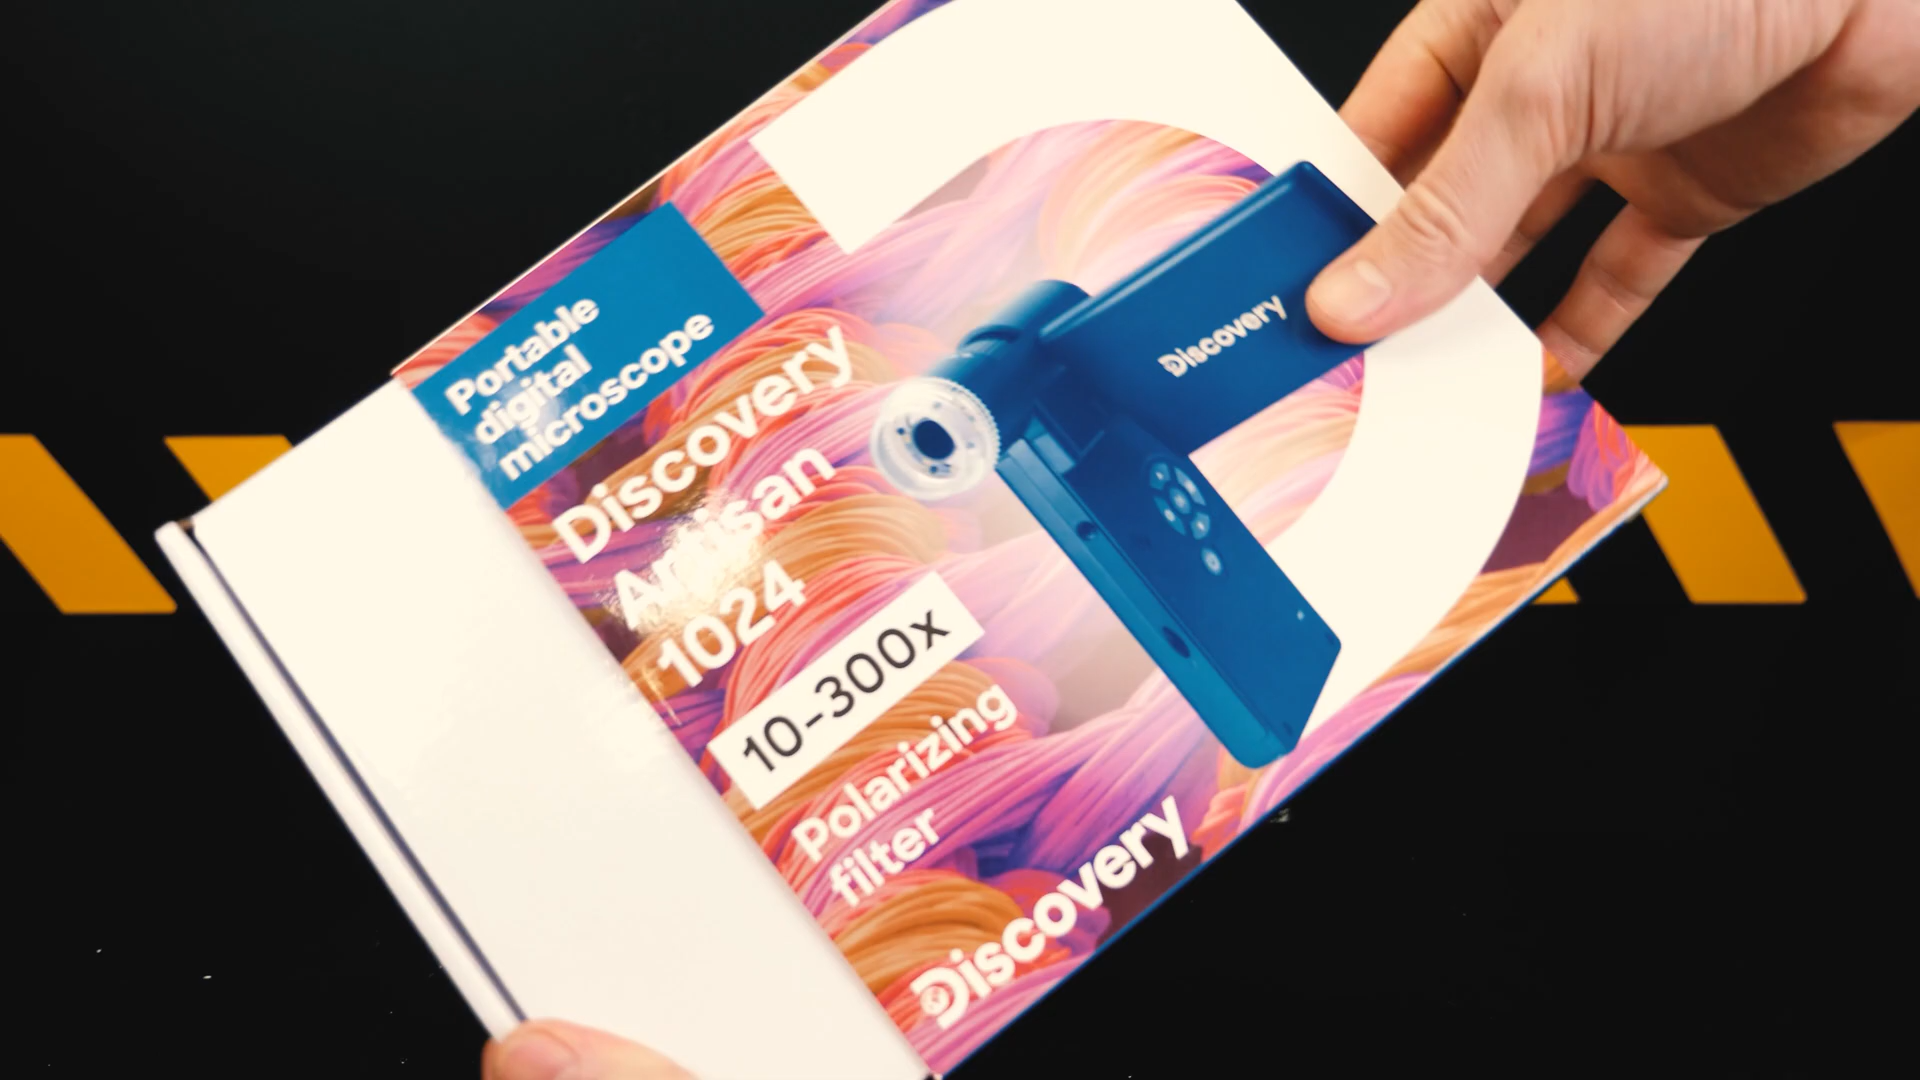 Portable
digital
microscope
Discovery
Artisan
1024
10-300x
Polarizing
filter
Discovery
Discovery